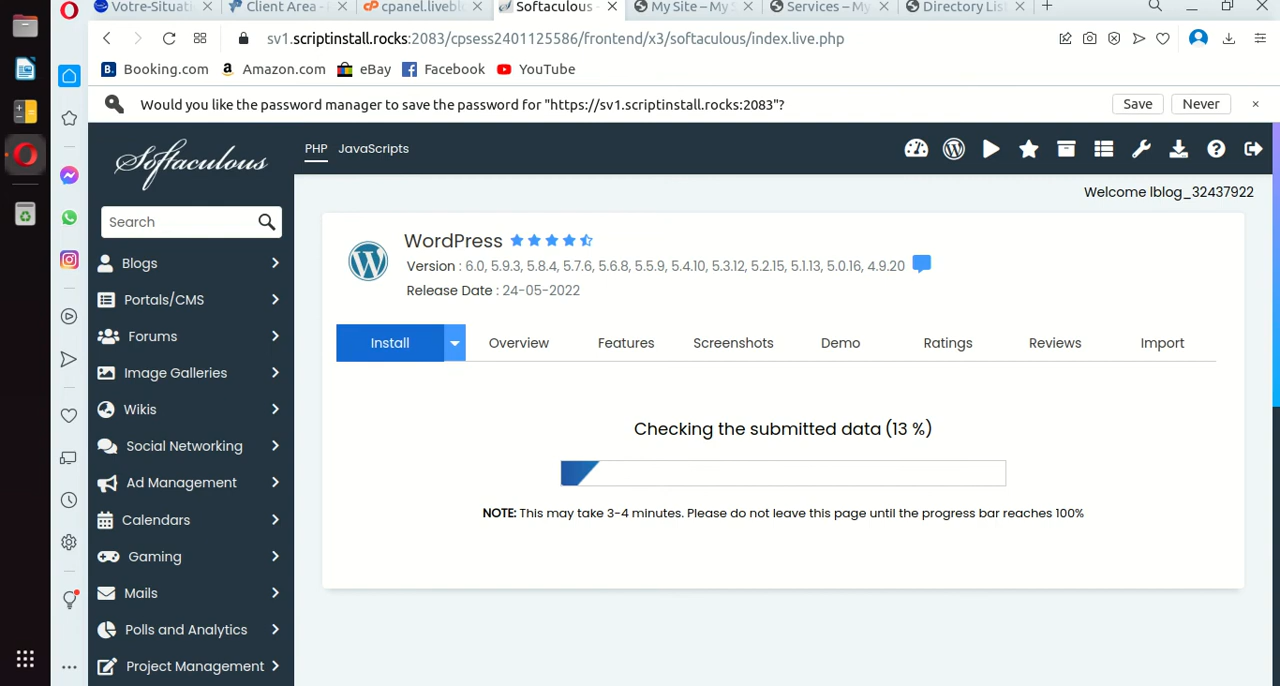 Votre-Situati
Client Area -
cpanel.liveblo
Softaculous -
My Site – My S
Services – My
Directory List
sv1.scriptinstall.rocks:2083/cpsess2401125586/frontend/x3/softaculous/index.live.php
B. Booking.com
a Amazon.com
eBay
Facebook
YouTube
Would you like the password manager to save the password for "https://sv1.scriptinstall.rocks:2083"?
Save
Never
Softaculous
PHP JavaScripts
Welcome lblog_32437922
Search
Blogs
Portals/CMS
Forums
Image Galleries
Wikis
Social Networking
Ad Management
Calendars
Gaming
Mails
Polls and Analytics
Project Management
WordPress
Version : 6.0, 5.9.3, 5.8.4, 5.7.6, 5.6.8, 5.5.9, 5.4.10, 5.3.12, 5.2.15, 5.1.13, 5.0.16, 4.9.20
Release Date : 24-05-2022
Install
Overview
Features
Screenshots
Demo
Ratings
Reviews
Import
Checking the submitted data (13 %)
NOTE: This may take 3-4 minutes. Please do not leave this page until the progress bar reaches 100%